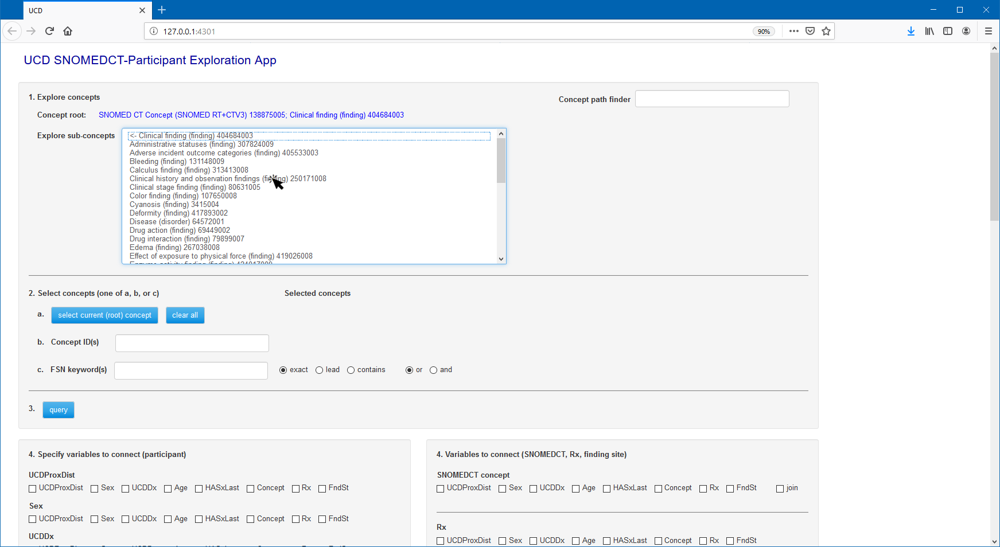 UCD
127.0.0.1:4301
90%
UCD SNOMEDCT-Participant Exploration App
1. Explore concepts
Concept path finder
Concept root: SNOMED CT Concept (SNOMED RT+CTV3) 138875005; Clinical finding (finding) 404684003
Explore sub-concepts
<- Clinical finding (finding) 404684003
Administrative statuses (finding) 307824009
Adverse incident outcome categories (finding) 405533003
Bleeding (finding) 131148009
Calculus finding (finding) 313413008
Clinical history and observation findings (finding) 250171008
Clinical stage finding (finding) 80631005
Color finding (finding) 107650008
Cyanosis (finding) 3415004
Deformity (finding) 417893002
Disease (disorder) 64572001
Drug action (finding) 69449002
Drug interaction (finding) 79899007
Edema (finding) 267038008
Effect of exposure to physical force (finding) 419026008
Enzyme activity finding (finding) 424017009
2. Select concepts (one of a, b, or c) Selected concepts
a. select current (root) concept clear all
b. Concept ID(s)
c. FSN keyword(s) exact lead contains or and
3. query
4. Specify variables to connect (participant)
UCDProxDist
UCDProxDist Sex UCDDx Age HASxLast Concept Rx FndSt
Sex
UCDProxDist Sex UCDDx Age HASxLast Concept Rx FndSt
UCDDx
4. Variables to connect (SNOMEDCT, Rx, finding site)
SNOMEDCT concept
UCDProxDist Sex UCDDx Age HASxLast Concept Rx FndSt join
Rx
UCDProxDist Sex UCDDx Age HASxLast Concept Rx FndSt